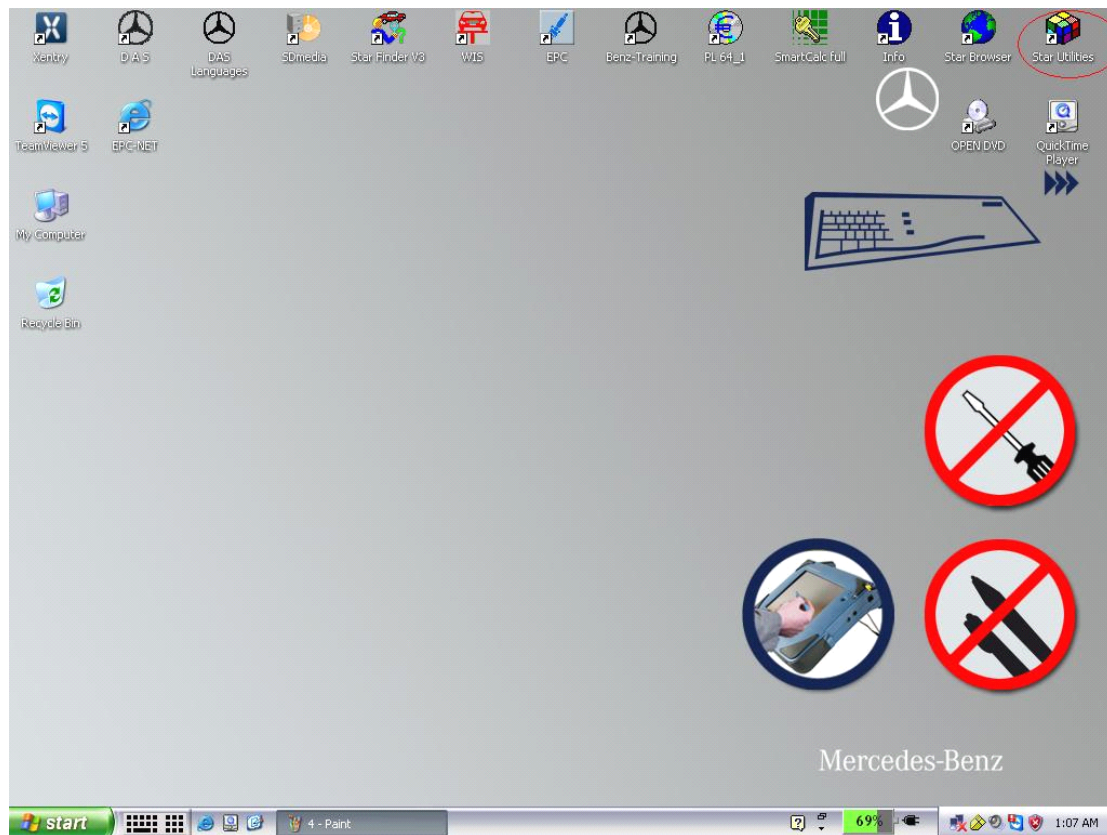 Xentry
D A S
DAS
Languages
SDmedia
Star Finder V3
WIS
EPC
Benz-Training
PL 64_1
SmartCalc full
Info
Star Browser
Star Utilities
TeamViewer 5
EPC-NET
OPEN DVD
QuickTime
Player
My Computer
Recycle Bin
Mercedes-Benz
start
4 - Paint
69%
1:07 AM